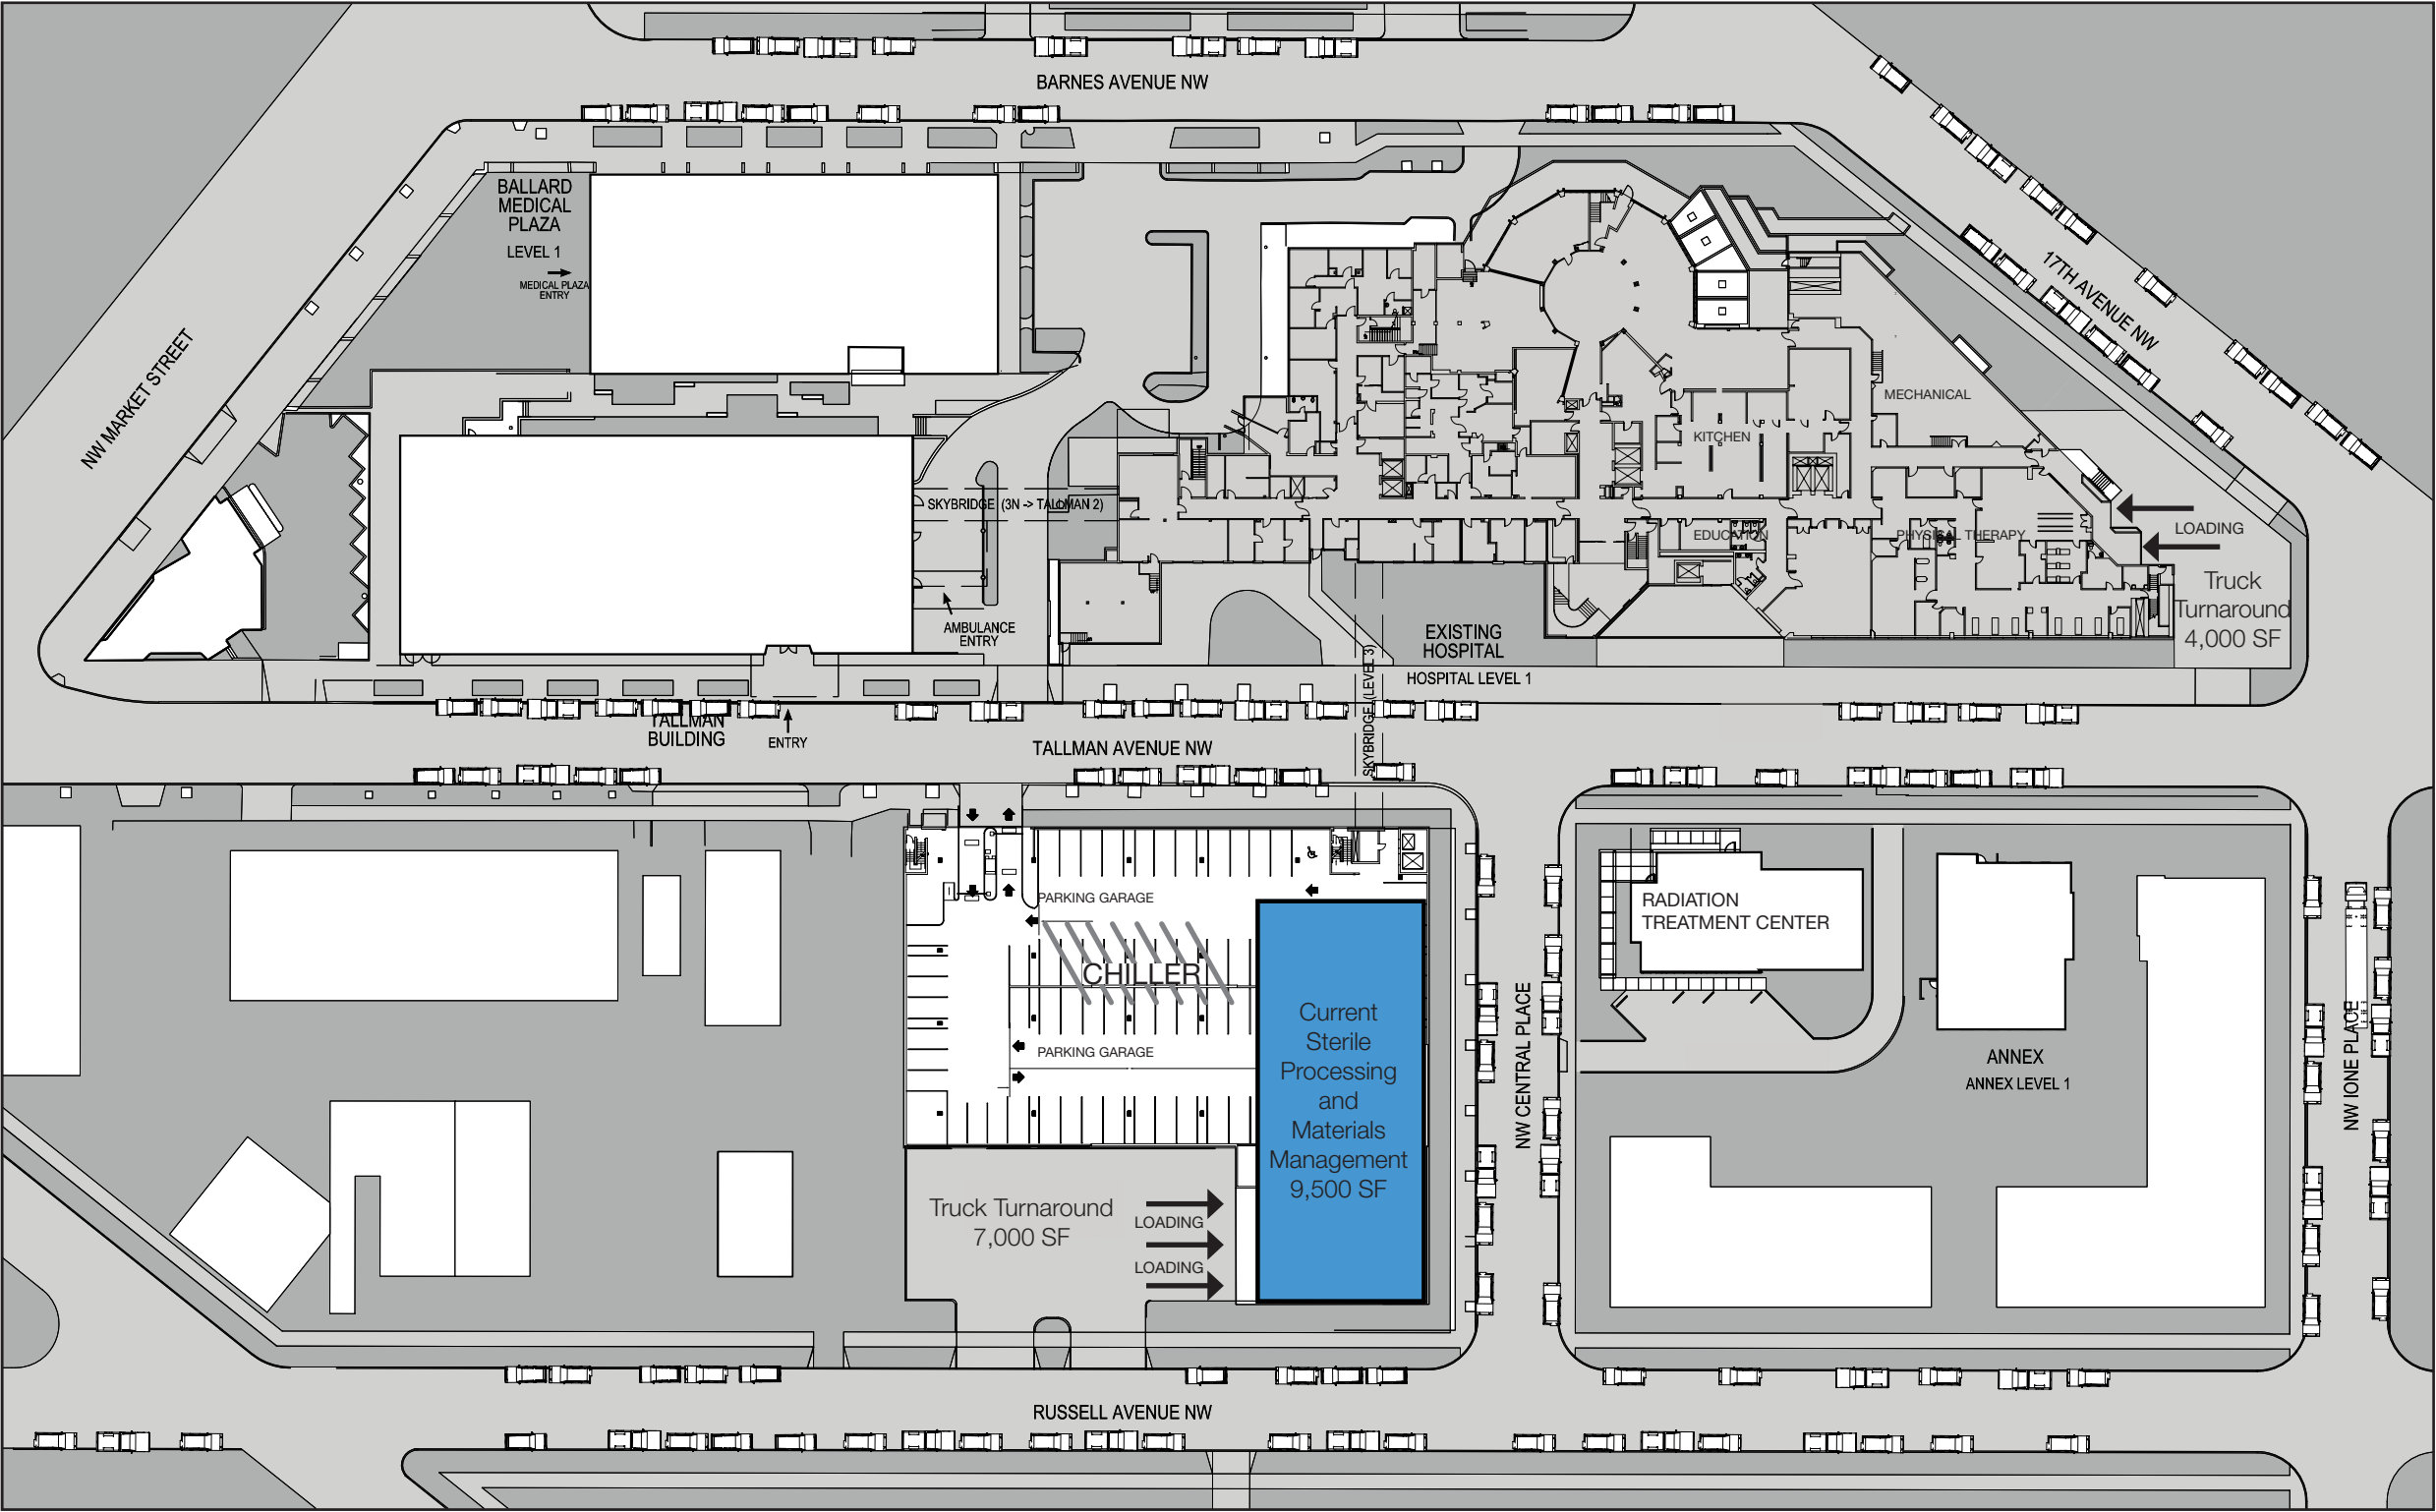 BARNES AVENUE NW
BALLARD
MEDICAL
PLAZA
LEVEL 1
MEDICAL PLAZA
ENTRY
17TH AVENUE NW
NW MARKET STREET
MECHANICAL
KITCHEN
SKYBRIDGE (3N -> TALLMAN 2)
EDUCATION
PHYSICAL THERAPY
LOADING
Truck
Turnaround
4,000 SF
AMBULANCE
ENTRY
EXISTING
HOSPITAL
HOSPITAL LEVEL 1
SKYBRIDGE (LEVEL 3)
TALLMAN
BUILDING
ENTRY
TALLMAN AVENUE NW
PARKING GARAGE
CHILLER
PARKING GARAGE
Current
Sterile
Processing
and
Materials
Management
9,500 SF
Truck Turnaround
7,000 SF
LOADING
LOADING
NW CENTRAL PLACE
RADIATION
TREATMENT CENTER
ANNEX
ANNEX LEVEL 1
NW IONE PLACE
RUSSELL AVENUE NW